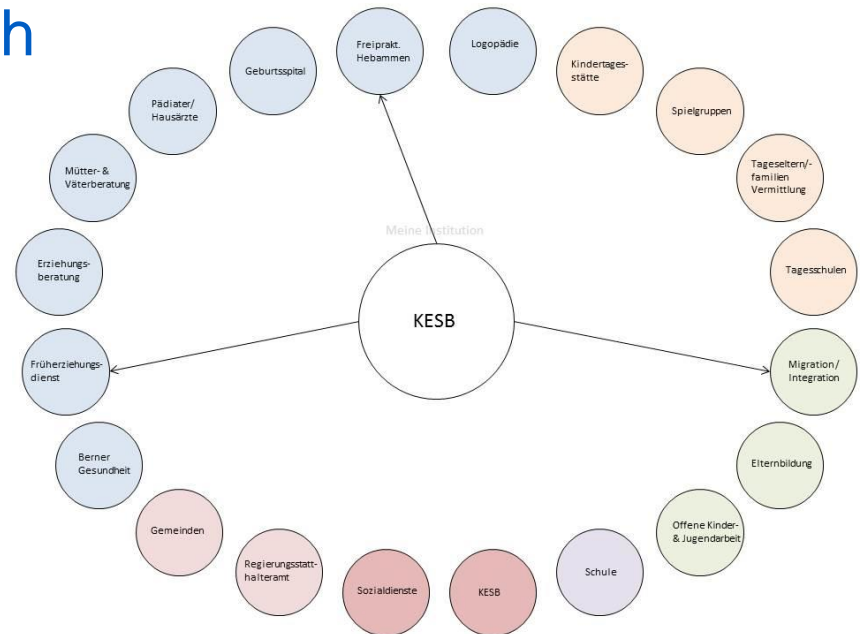 h
Freiprakt.
Hebammen
Logopädie
Kindertages-
stätte
Spielgruppen
Tageseltern/-
familien
Vermittlung
Tagesschulen
Migration/
Integration
Elternbildung
Offene Kinder-
& Jugendarbeit
Schule
KESB
Sozialdienste
Regierungsstatt-
halteramt
Gemeinden
Berner
Gesundheit
Früherziehungs-
dienst
Erziehungs-
beratung
Mütter- &
Väterberatung
Pädiater/
Hausärzte
Geburtsspital
Meine Institution
KESB